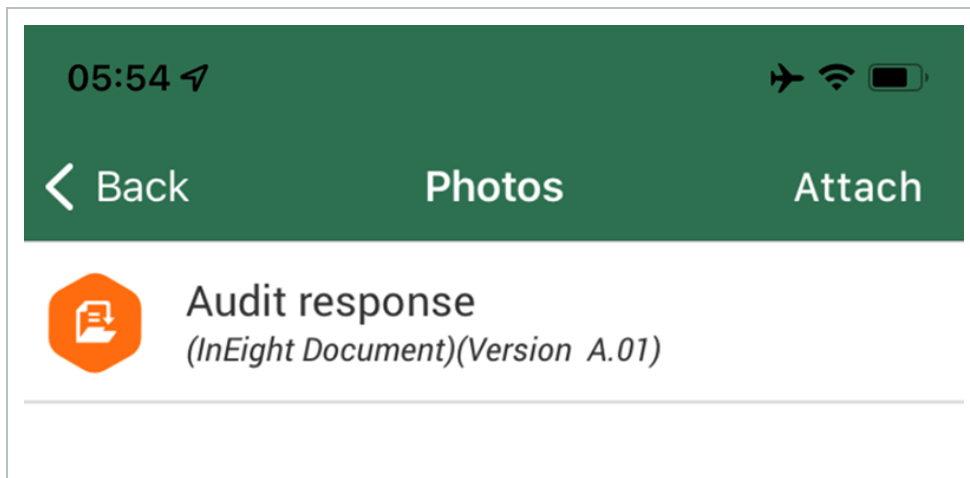 05:54
Back
Photos
Attach
Audit response
(InEight Document)(Version A.01)